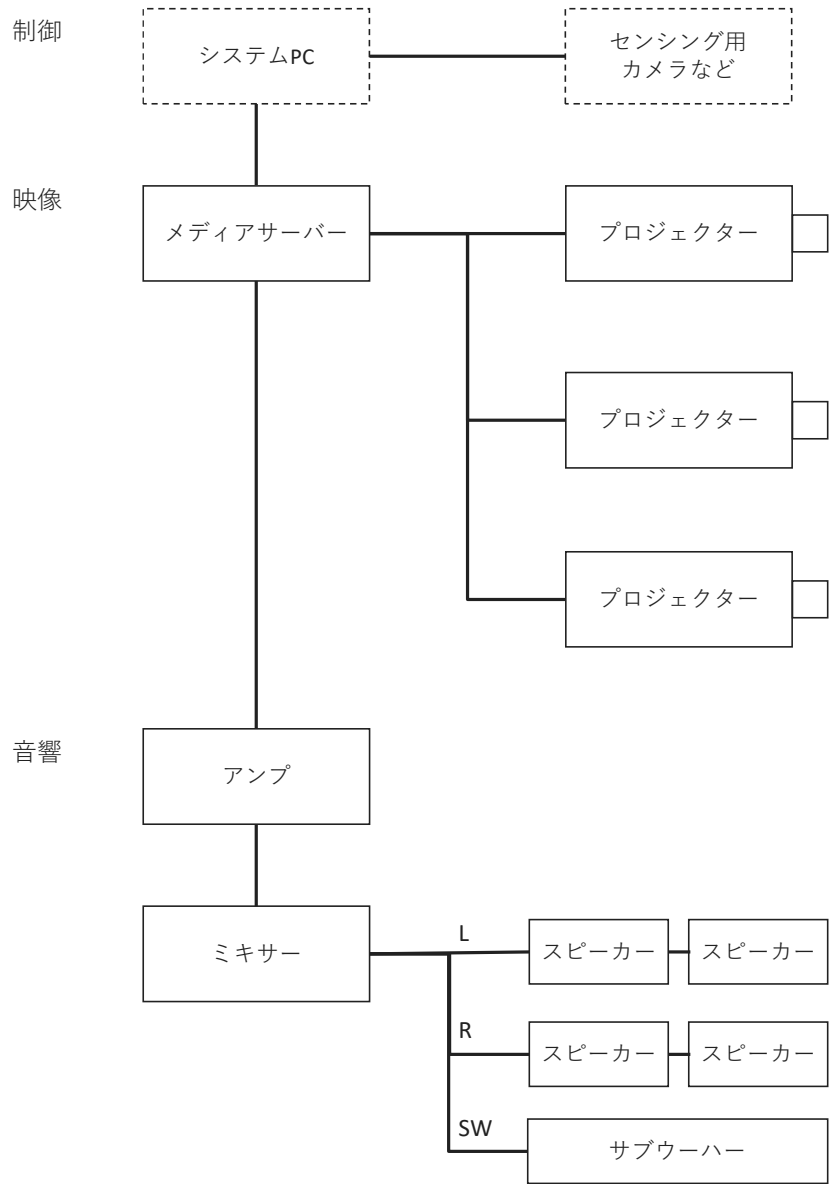 制御
システムPC
センシング用
カメラなど
映像
メディアサーバー
プロジェクター
プロジェクター
プロジェクター
音響
アンプ
ミキサー
L
スピーカー
スピーカー
R
スピーカー
スピーカー
SW
サブウーハー